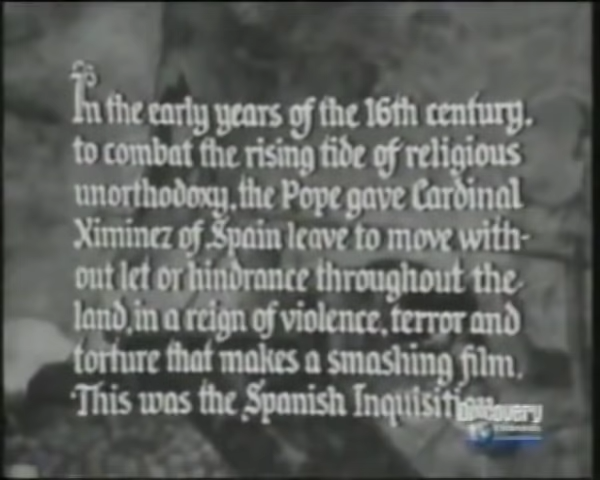 In the early years of the 16th century,
to combat the rising tide of religious
unorthodoxy, the Pope gave Cardinal
Ximinez of Spain leave to move with-
out let or hindrance throughout the
land, in a reign of violence, terror and
torture that makes a smashing film.
This was the Spanish Inquisition
Discovery
CHANNEL